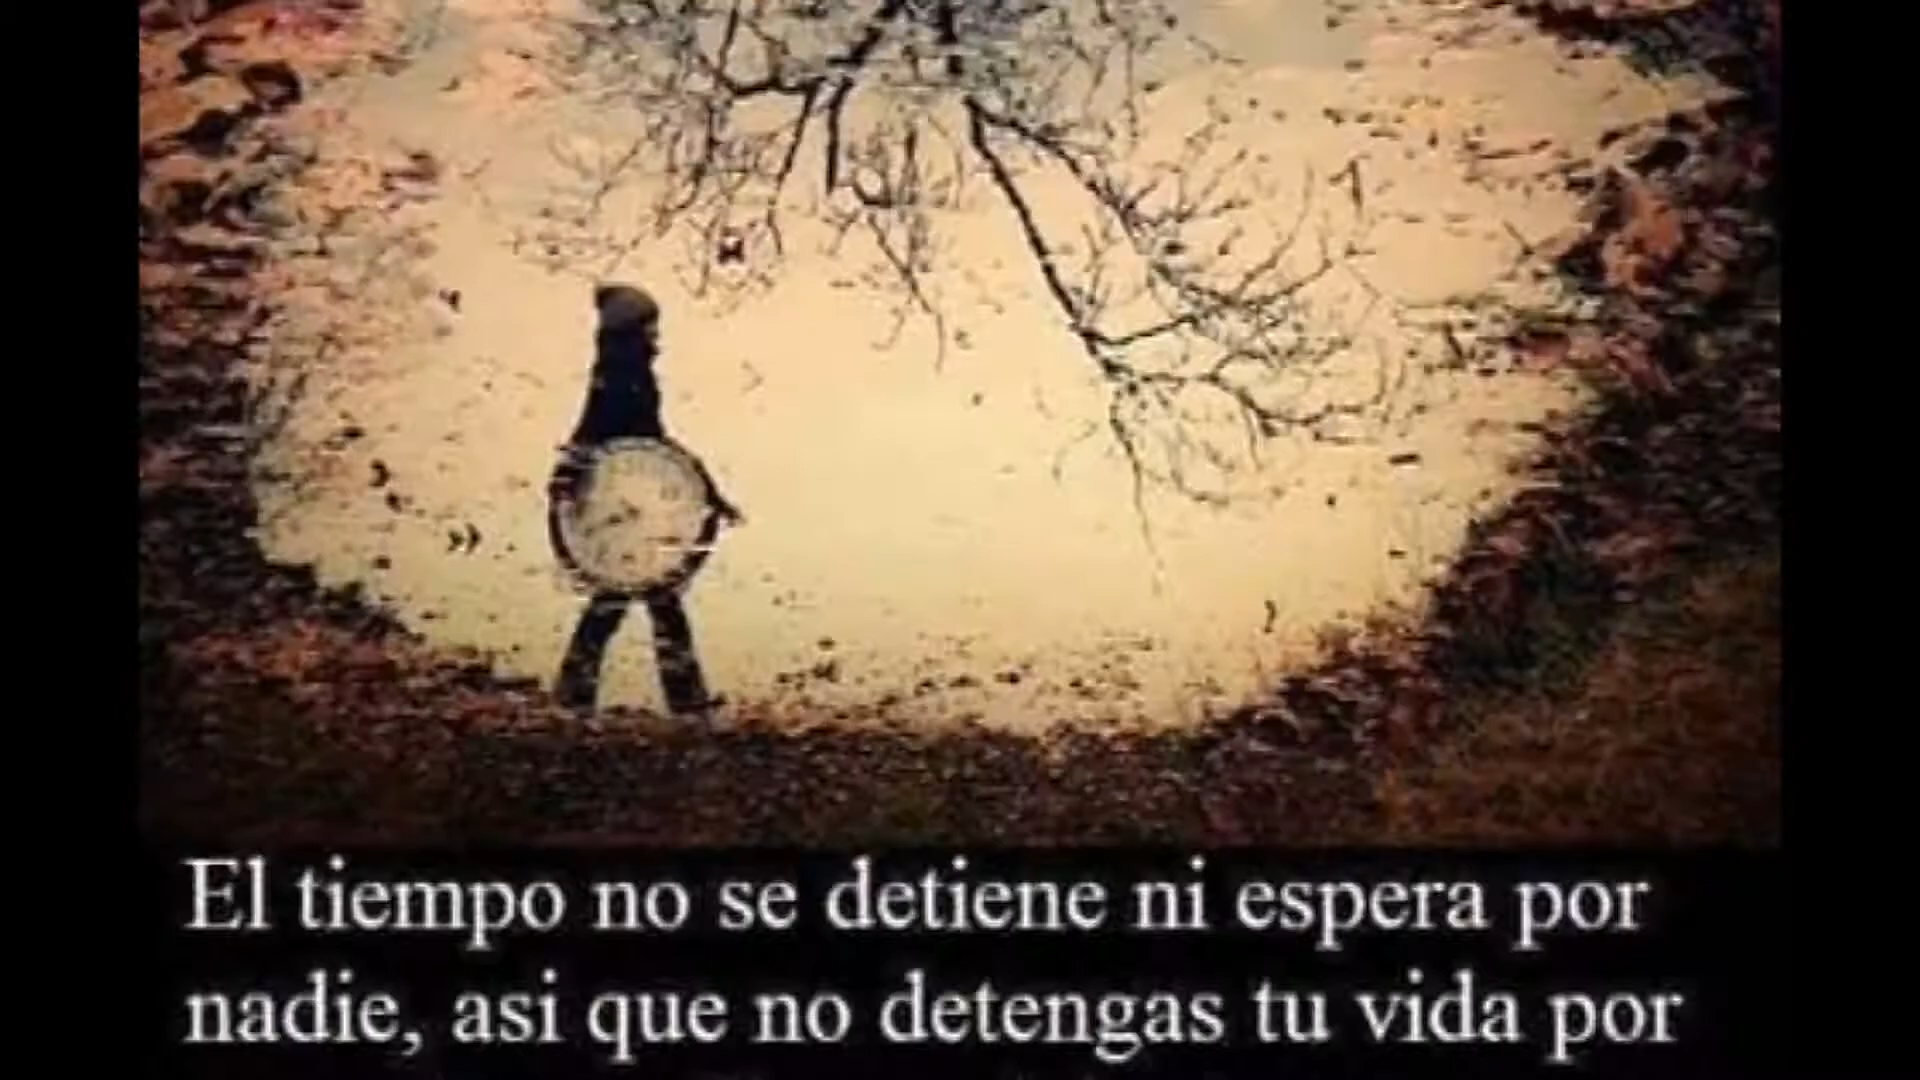 El tiempo no se detiene ni espera por
nadie, asi que no detengas tu vida por